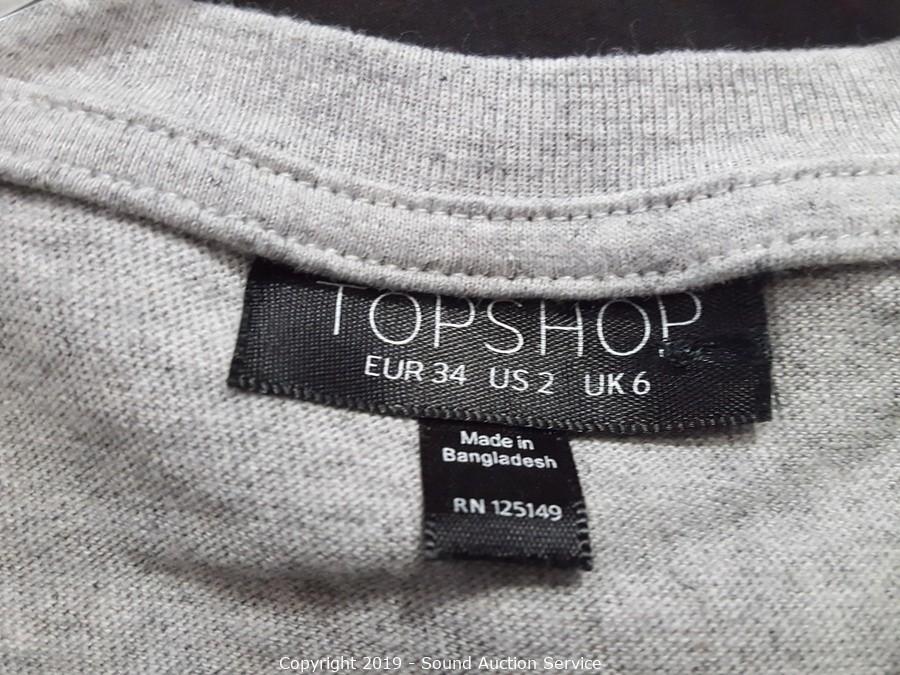 TOPSHOP
EUR 34 US 2 UK 6
Made in
Bangladesh
RN 125149
Copyright 2019 - Sound Auction Service